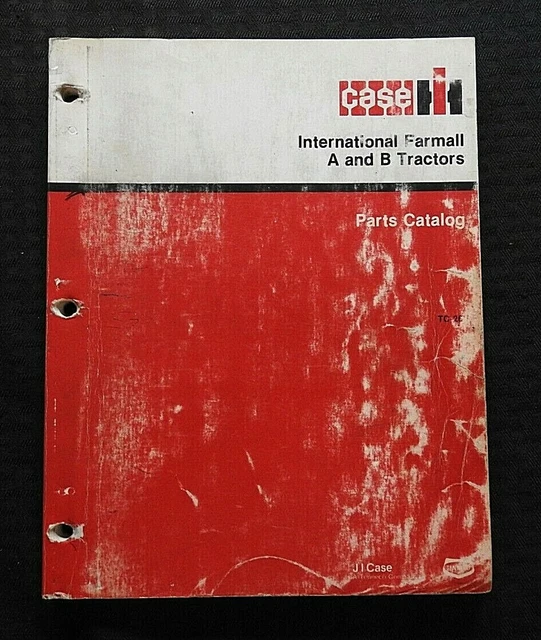 case IH
International Farmall
A and B Tractors
Parts Catalog
J I Case